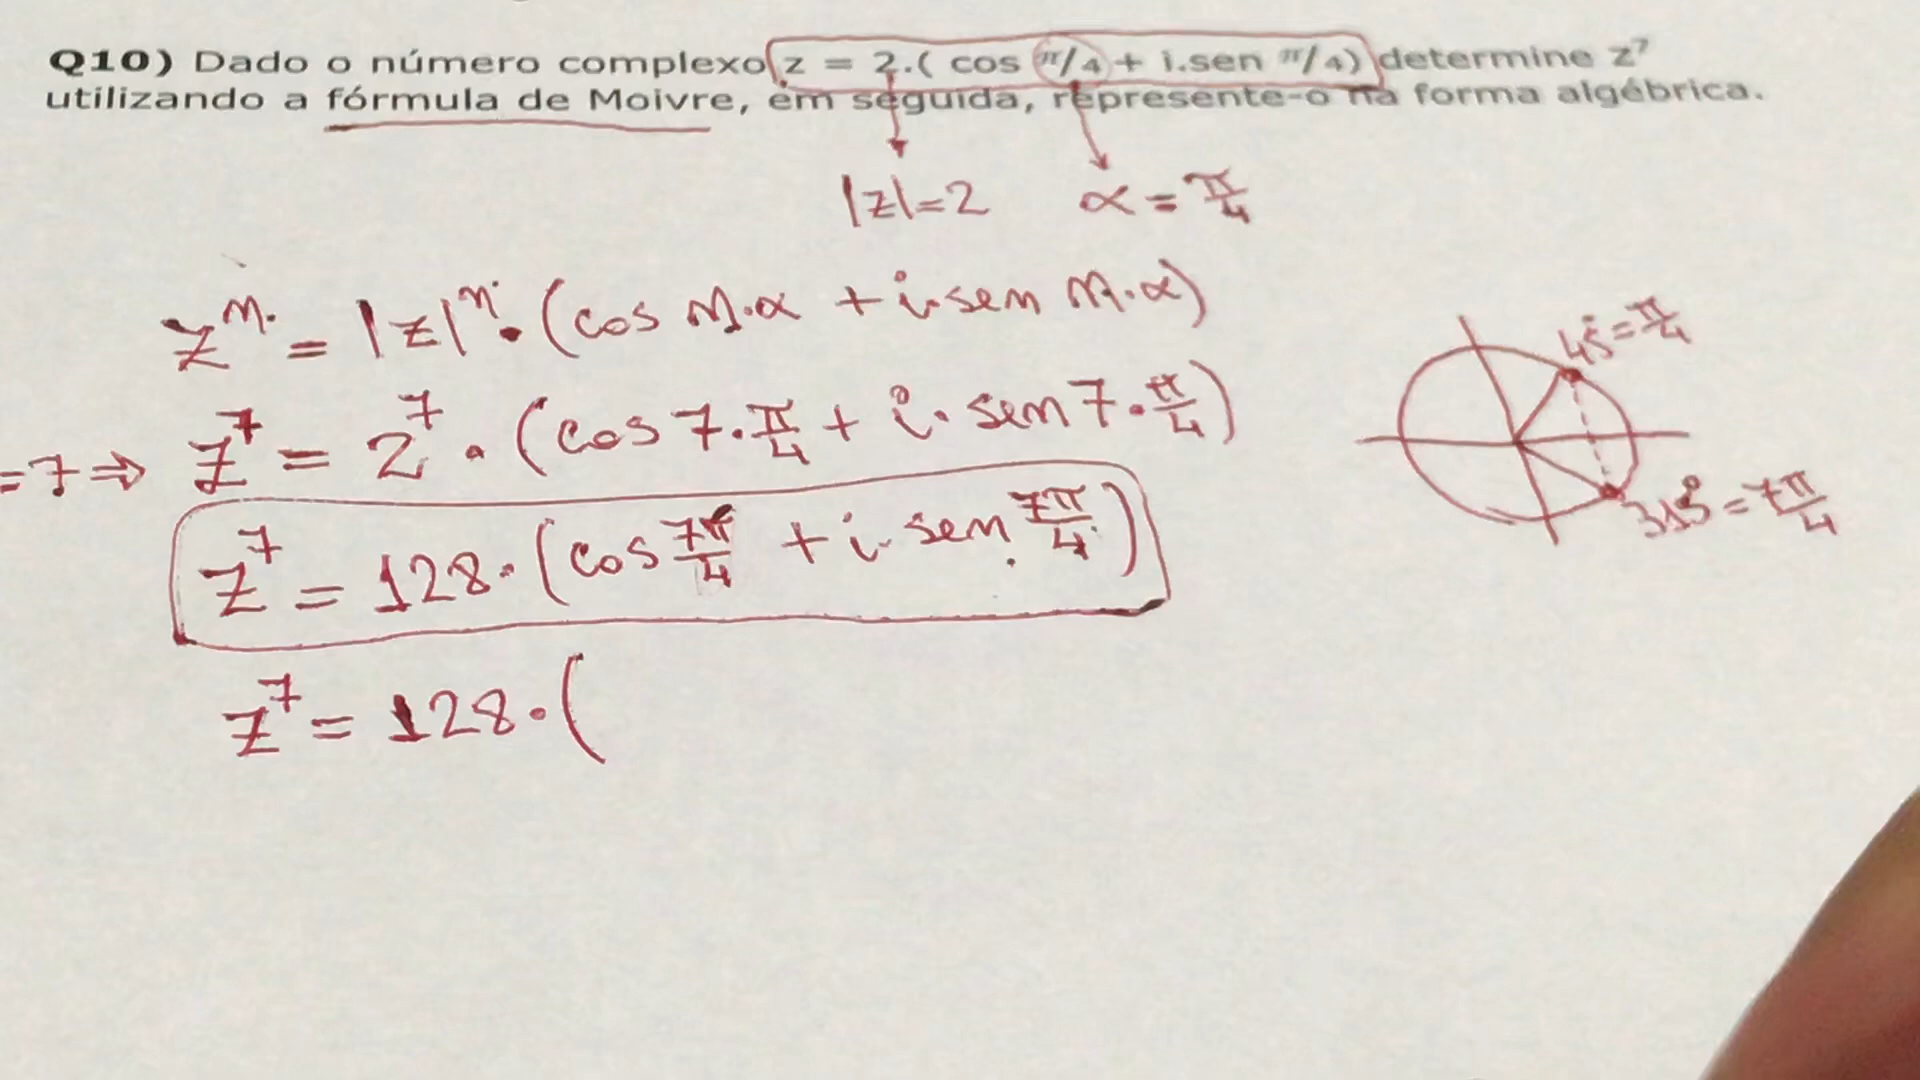 Q10) Dado o número complexo z = 2.( cos π/4 + i.sen π/4) determine z⁷
utilizando a fórmula de Moivre, em seguida, represente-o na forma algébrica.
|z|=2 α = π/4
zⁿ = |z|ⁿ · (cos n·α + i·sen n·α)
45° = π/4
=7 ⇒ z⁷ = 2⁷ · (cos 7·π/4 + i· sen 7·π/4)
315° = 7π/4
z⁷ = 128· (cos 7π/4 + i· sen 7π/4)
z⁷ = 128·(